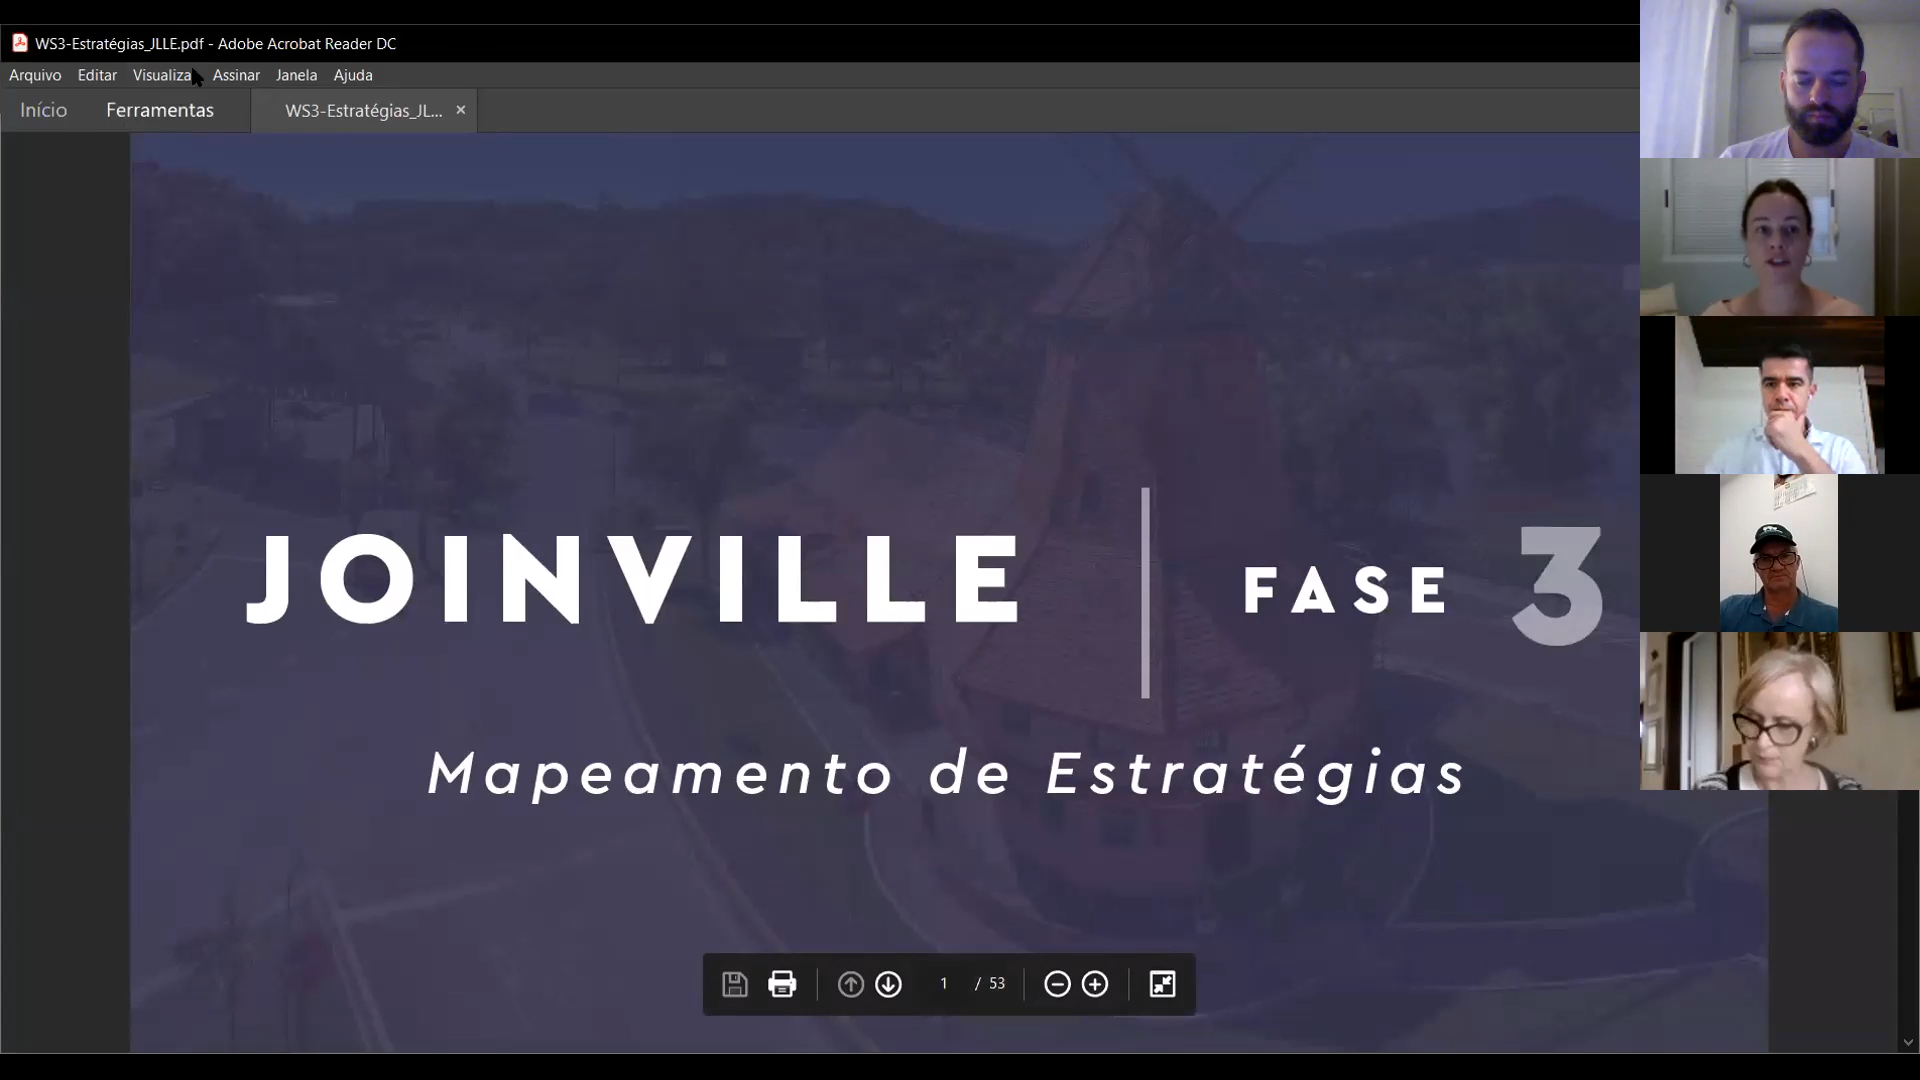 WS3-Estratégias_JLLE.pdf - Adobe Acrobat Reader DC
Arquivo Editar Visualiza Assinar Janela Ajuda
Início Ferramentas WS3-Estratégias_JL... ×
JOINVILLE | FASE 3
Mapeamento de Estratégias
1 / 53